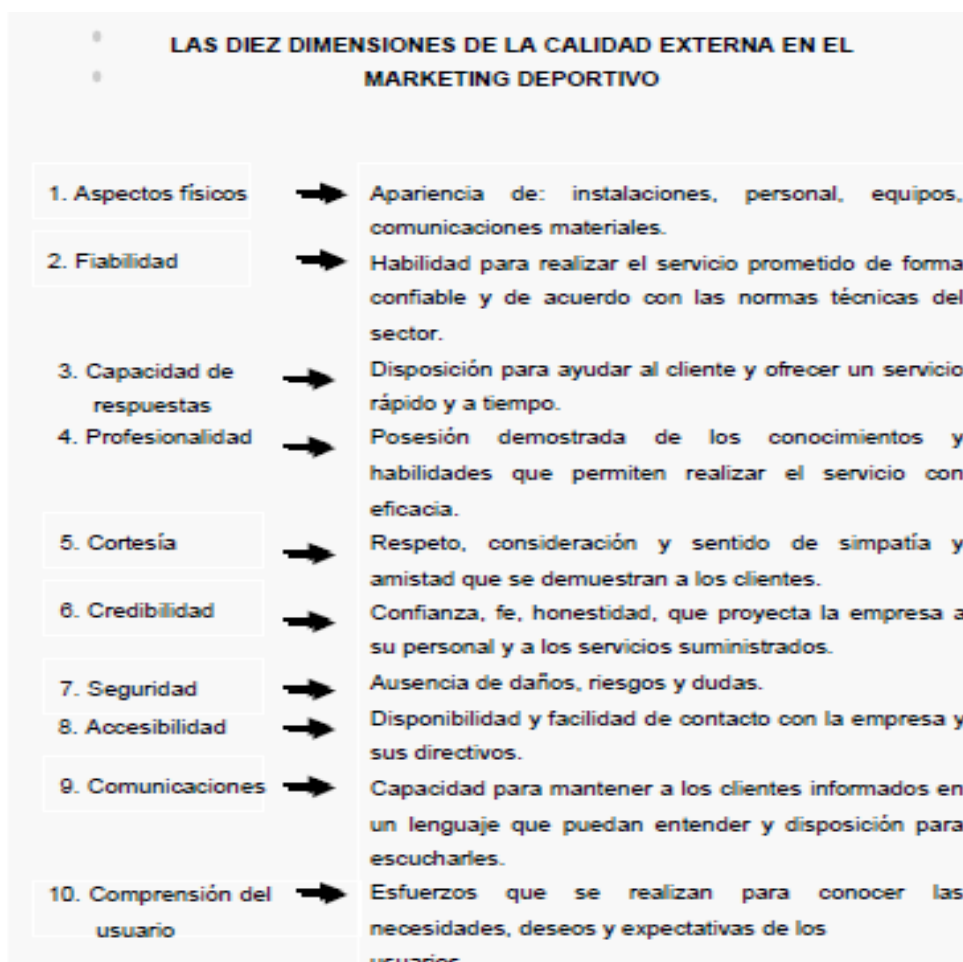 LAS DIEZ DIMENSIONES DE LA CALIDAD EXTERNA EN EL
MARKETING DEPORTIVO
1. Aspectos físicos
Apariencia de: instalaciones, personal, equipos,
comunicaciones materiales.
2. Fiabilidad
Habilidad para realizar el servicio prometido de forma
confiable y de acuerdo con las normas técnicas del
sector.
3. Capacidad de
respuestas
Disposición para ayudar al cliente y ofrecer un servicio
rápido y a tiempo.
4. Profesionalidad
Posesión demostrada de los conocimientos y
habilidades que permiten realizar el servicio con
eficacia.
5. Cortesía
Respeto, consideración y sentido de simpatía y
amistad que se demuestran a los clientes.
6. Credibilidad
Confianza, fe, honestidad, que proyecta la empresa a
su personal y a los servicios suministrados.
7. Seguridad
Ausencia de daños, riesgos y dudas.
8. Accesibilidad
Disponibilidad y facilidad de contacto con la empresa y
sus directivos.
9. Comunicaciones
Capacidad para mantener a los clientes informados en
un lenguaje que puedan entender y disposición para
escucharles.
10. Comprensión del
usuario
Esfuerzos que se realizan para conocer las
necesidades, deseos y expectativas de los
usuarios